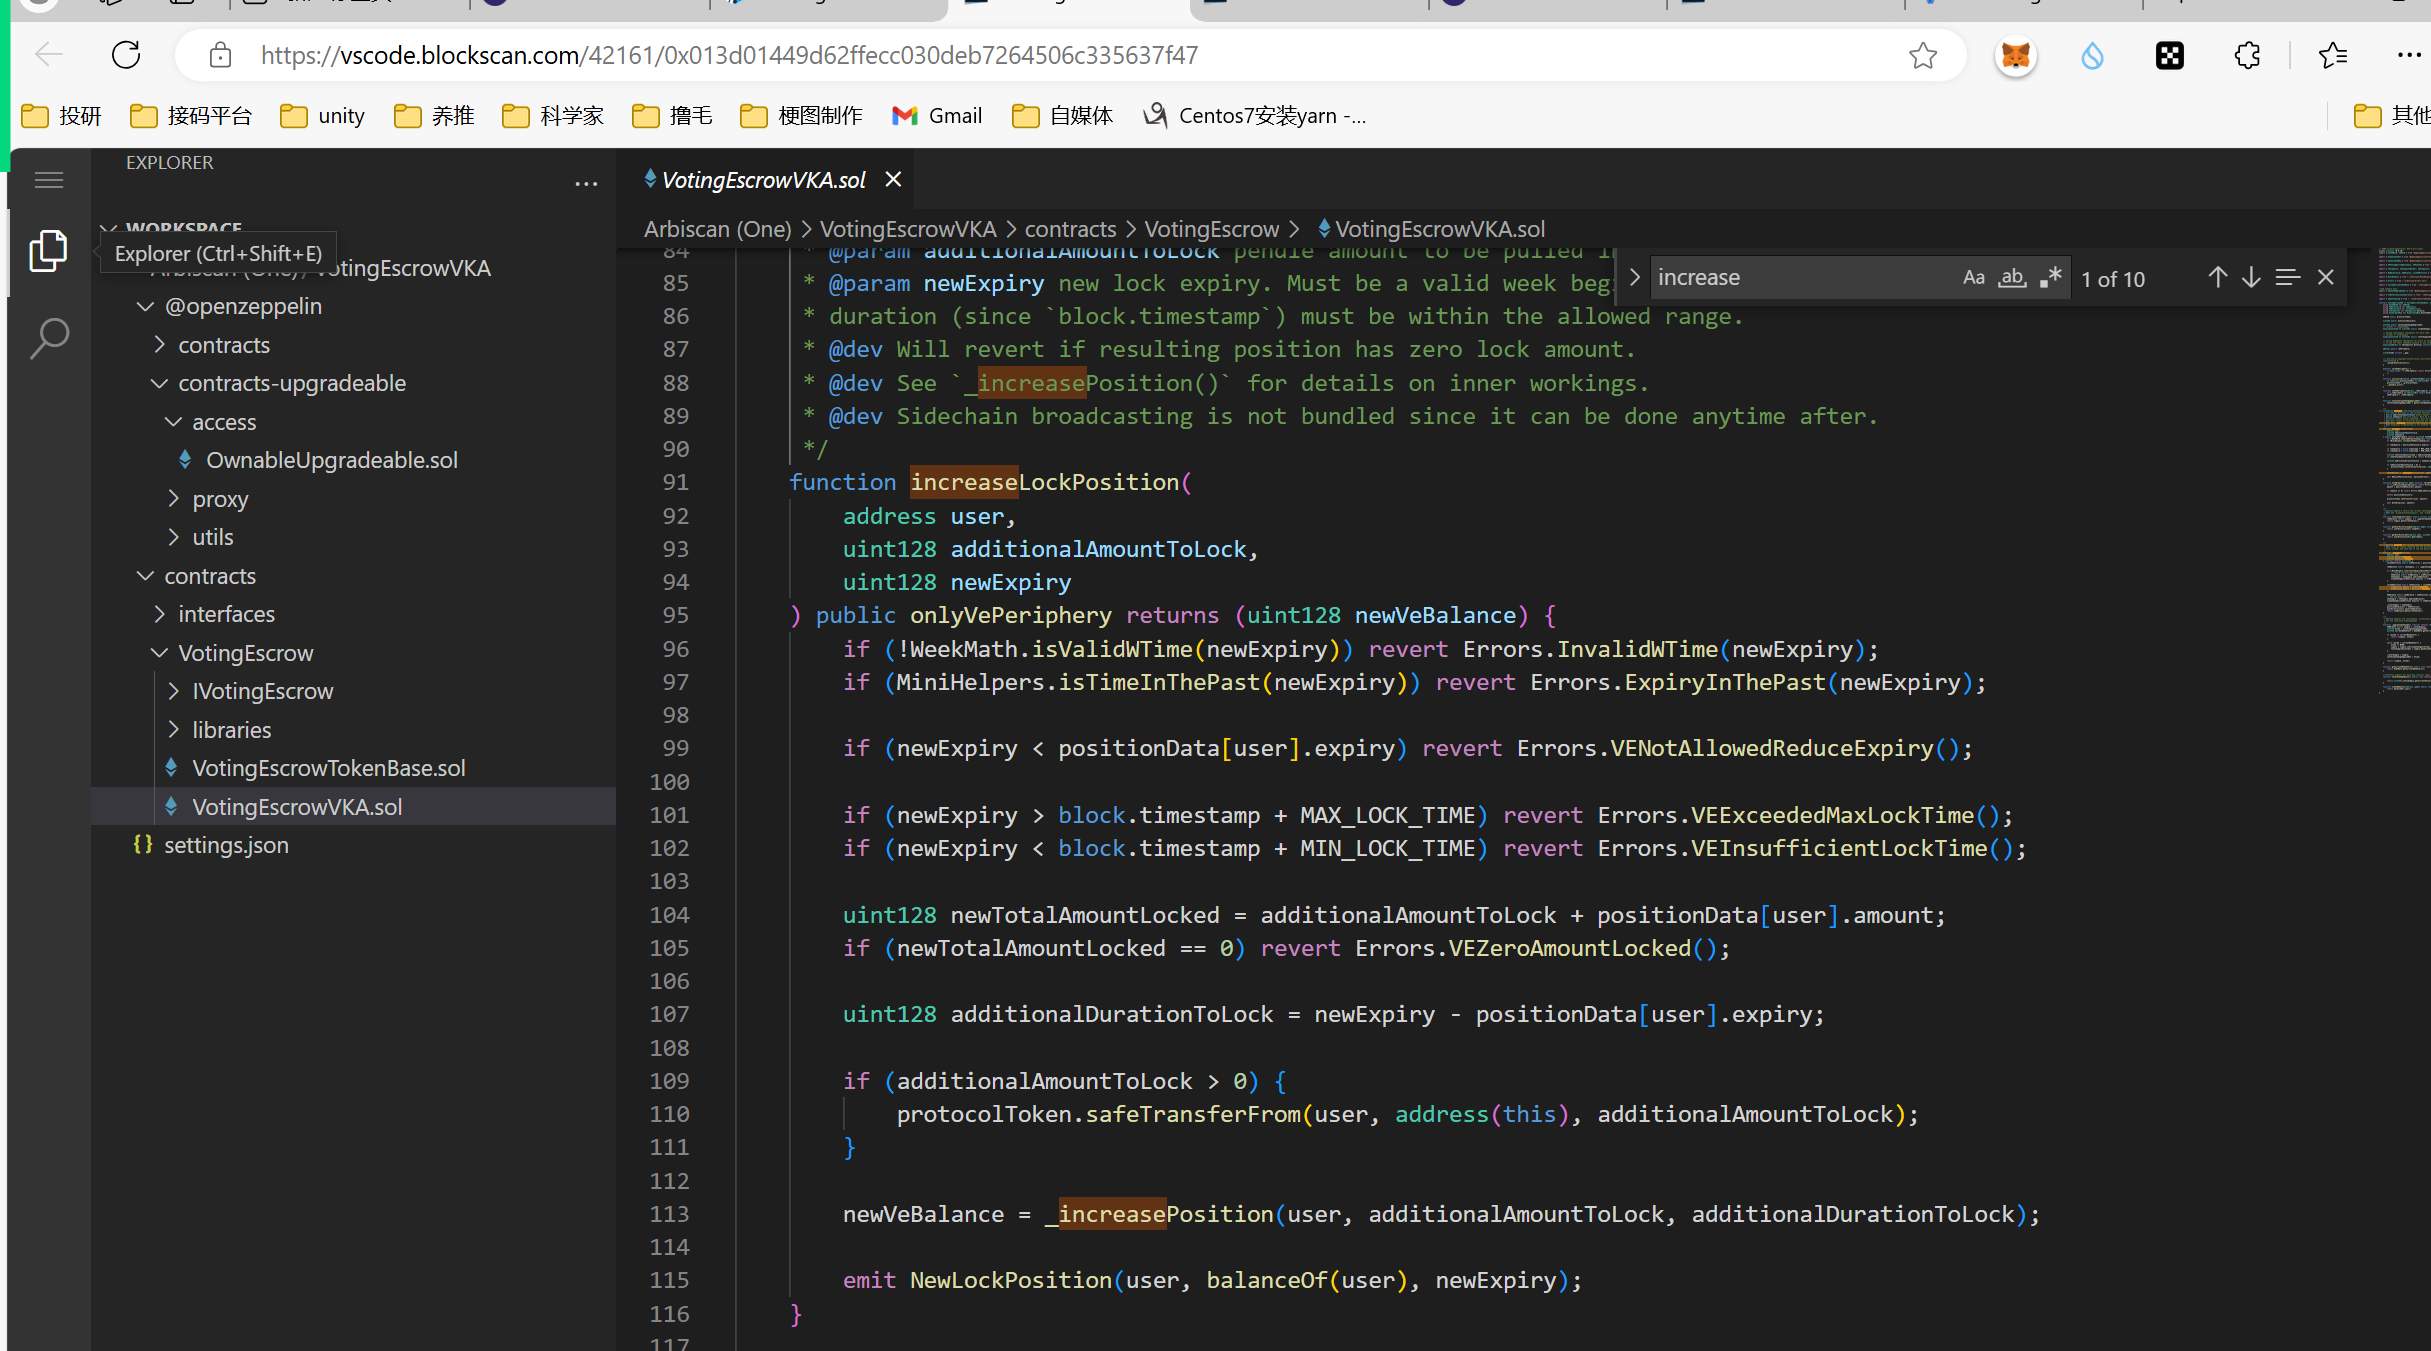 https://vscode.blockscan.com/42161/0x013d01449d62ffecc030deb7264506c335637f47
投研 接码平台 unity 养推 科学家 撸毛 梗图制作 Gmail 自媒体 Centos7安装yarn -... 其他
EXPLORER
...
VotingEscrowVKA.sol
WORKSPACE
Explorer (Ctrl+Shift+E)
Arbiscan (One) / VotingEscrowVKA
@openzeppelin
contracts
contracts-upgradeable
access
OwnableUpgradeable.sol
proxy
utils
contracts
interfaces
VotingEscrow
IVotingEscrow
libraries
VotingEscrowTokenBase.sol
VotingEscrowVKA.sol
{} settings.json
Arbiscan (One) > VotingEscrowVKA > contracts > VotingEscrow > VotingEscrowVKA.sol
increase Aa ab .* 1 of 10
84 * @param additionalAmountToLock pendle amount to be pulled i
85 * @param newExpiry new lock expiry. Must be a valid week beg
86 * duration (since `block.timestamp`) must be within the allowed range.
87 * @dev Will revert if resulting position has zero lock amount.
88 * @dev See `_increasePosition()` for details on inner workings.
89 * @dev Sidechain broadcasting is not bundled since it can be done anytime after.
90 */
91 function increaseLockPosition(
92 address user,
93 uint128 additionalAmountToLock,
94 uint128 newExpiry
95 ) public onlyVePeriphery returns (uint128 newVeBalance) {
96 if (!WeekMath.isValidWTime(newExpiry)) revert Errors.InvalidWTime(newExpiry);
97 if (MiniHelpers.isTimeInThePast(newExpiry)) revert Errors.ExpiryInThePast(newExpiry);
98
99 if (newExpiry < positionData[user].expiry) revert Errors.VENotAllowedReduceExpiry();
100
101 if (newExpiry > block.timestamp + MAX_LOCK_TIME) revert Errors.VEExceededMaxLockTime();
102 if (newExpiry < block.timestamp + MIN_LOCK_TIME) revert Errors.VEInsufficientLockTime();
103
104 uint128 newTotalAmountLocked = additionalAmountToLock + positionData[user].amount;
105 if (newTotalAmountLocked == 0) revert Errors.VEZeroAmountLocked();
106
107 uint128 additionalDurationToLock = newExpiry - positionData[user].expiry;
108
109 if (additionalAmountToLock > 0) {
110 protocolToken.safeTransferFrom(user, address(this), additionalAmountToLock);
111 }
112
113 newVeBalance = _increasePosition(user, additionalAmountToLock, additionalDurationToLock);
114
115 emit NewLockPosition(user, balanceOf(user), newExpiry);
116 }
117